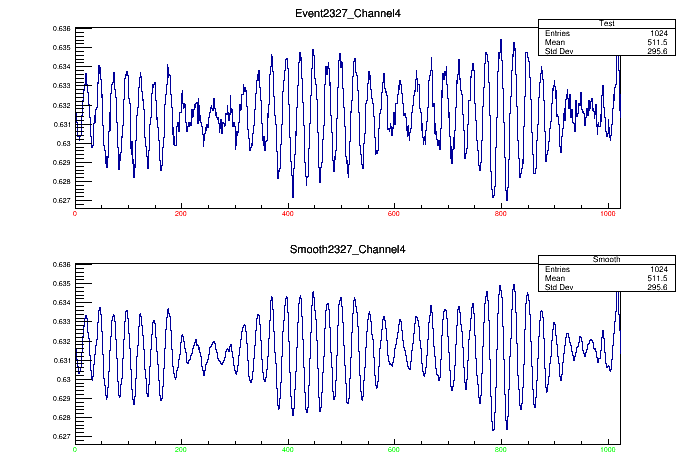 Event2327_Channel4
Test
Entries 1024
Mean 511.5
Std Dev 295.6
0.636
0.635
0.634
0.633
0.632
0.631
0.63
0.629
0.628
0.627
0 200 400 600 800 1000
Smooth2327_Channel4
Smooth
Entries 1024
Mean 511.5
Std Dev 295.6
0.636
0.635
0.634
0.633
0.632
0.631
0.63
0.629
0.628
0.627
0 200 400 600 800 1000